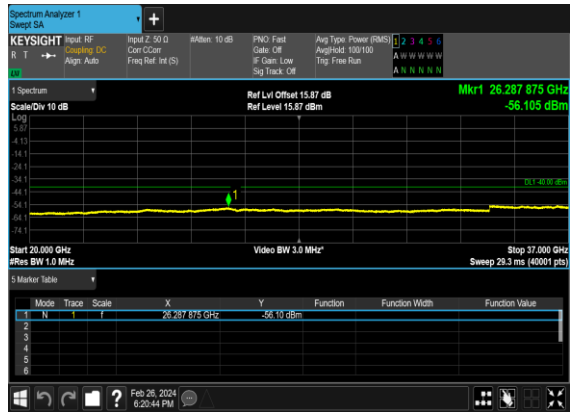 Spectrum Analyzer 1
Swept SA
+
KEYSIGHT
Input: RF
Input Z: 50 Ω
#Atten: 10 dB
PNO: Fast
Avg Type: Power (RMS)
1 2 3 4 5 6
R T
Coupling: DC
Corr CCorr
Gate: Off
Avg|Hold: 100/100
A W W W W W
Align: Auto
Freq Ref: Int (S)
IF Gain: Low
Trig: Free Run
LW
Sig Track: Off
A N N N N N
1 Spectrum
Ref Lvl Offset 15.87 dB
Mkr1 26.287 875 GHz
Scale/Div 10 dB
Ref Level 15.87 dBm
-56.105 dBm
Log
5.87
-4.13
-14.1
-24.1
-34.1
DL1 -40.00 dBm
-44.1
1
-54.1
-64.1
-74.1
Start 20.000 GHz
Video BW 3.0 MHz*
Stop 37.000 GHz
#Res BW 1.0 MHz
Sweep 29.3 ms (40001 pts)
5 Marker Table
Mode Trace Scale X Y Function Function Width Function Value
1 N 1 f 26.287 875 GHz -56.10 dBm
2
3
4
5
6
?
Feb 26, 2024
6:20:44 PM